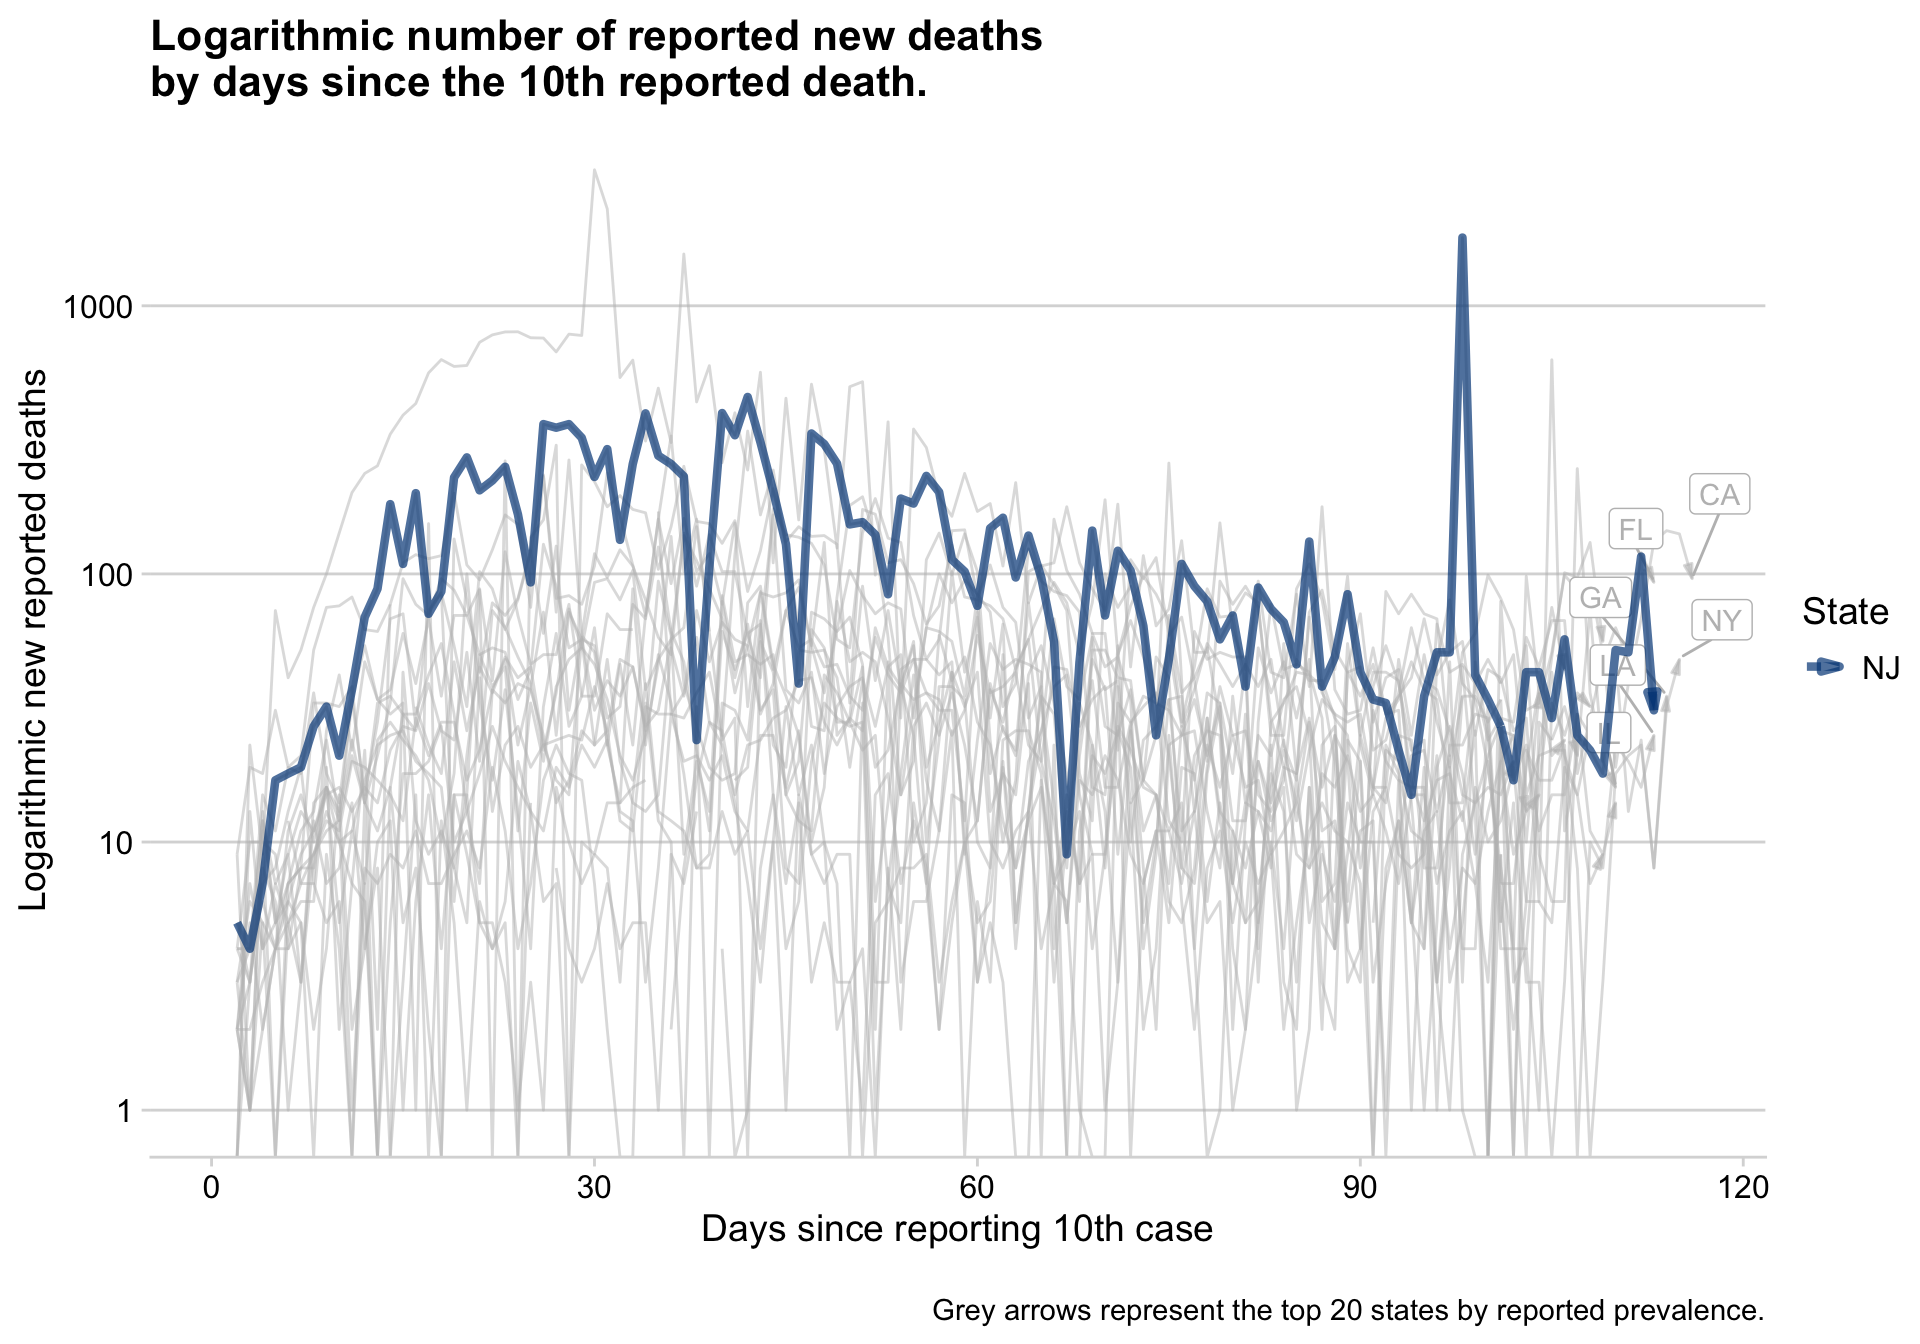 Logarithmic number of reported new deaths
by days since the 10th reported death.
Logarithmic new reported deaths
1000
100
10
1
CA
FL
GA
NY
LA
IL
State
NJ
0
30
60
90
120
Days since reporting 10th case
Grey arrows represent the top 20 states by reported prevalence.